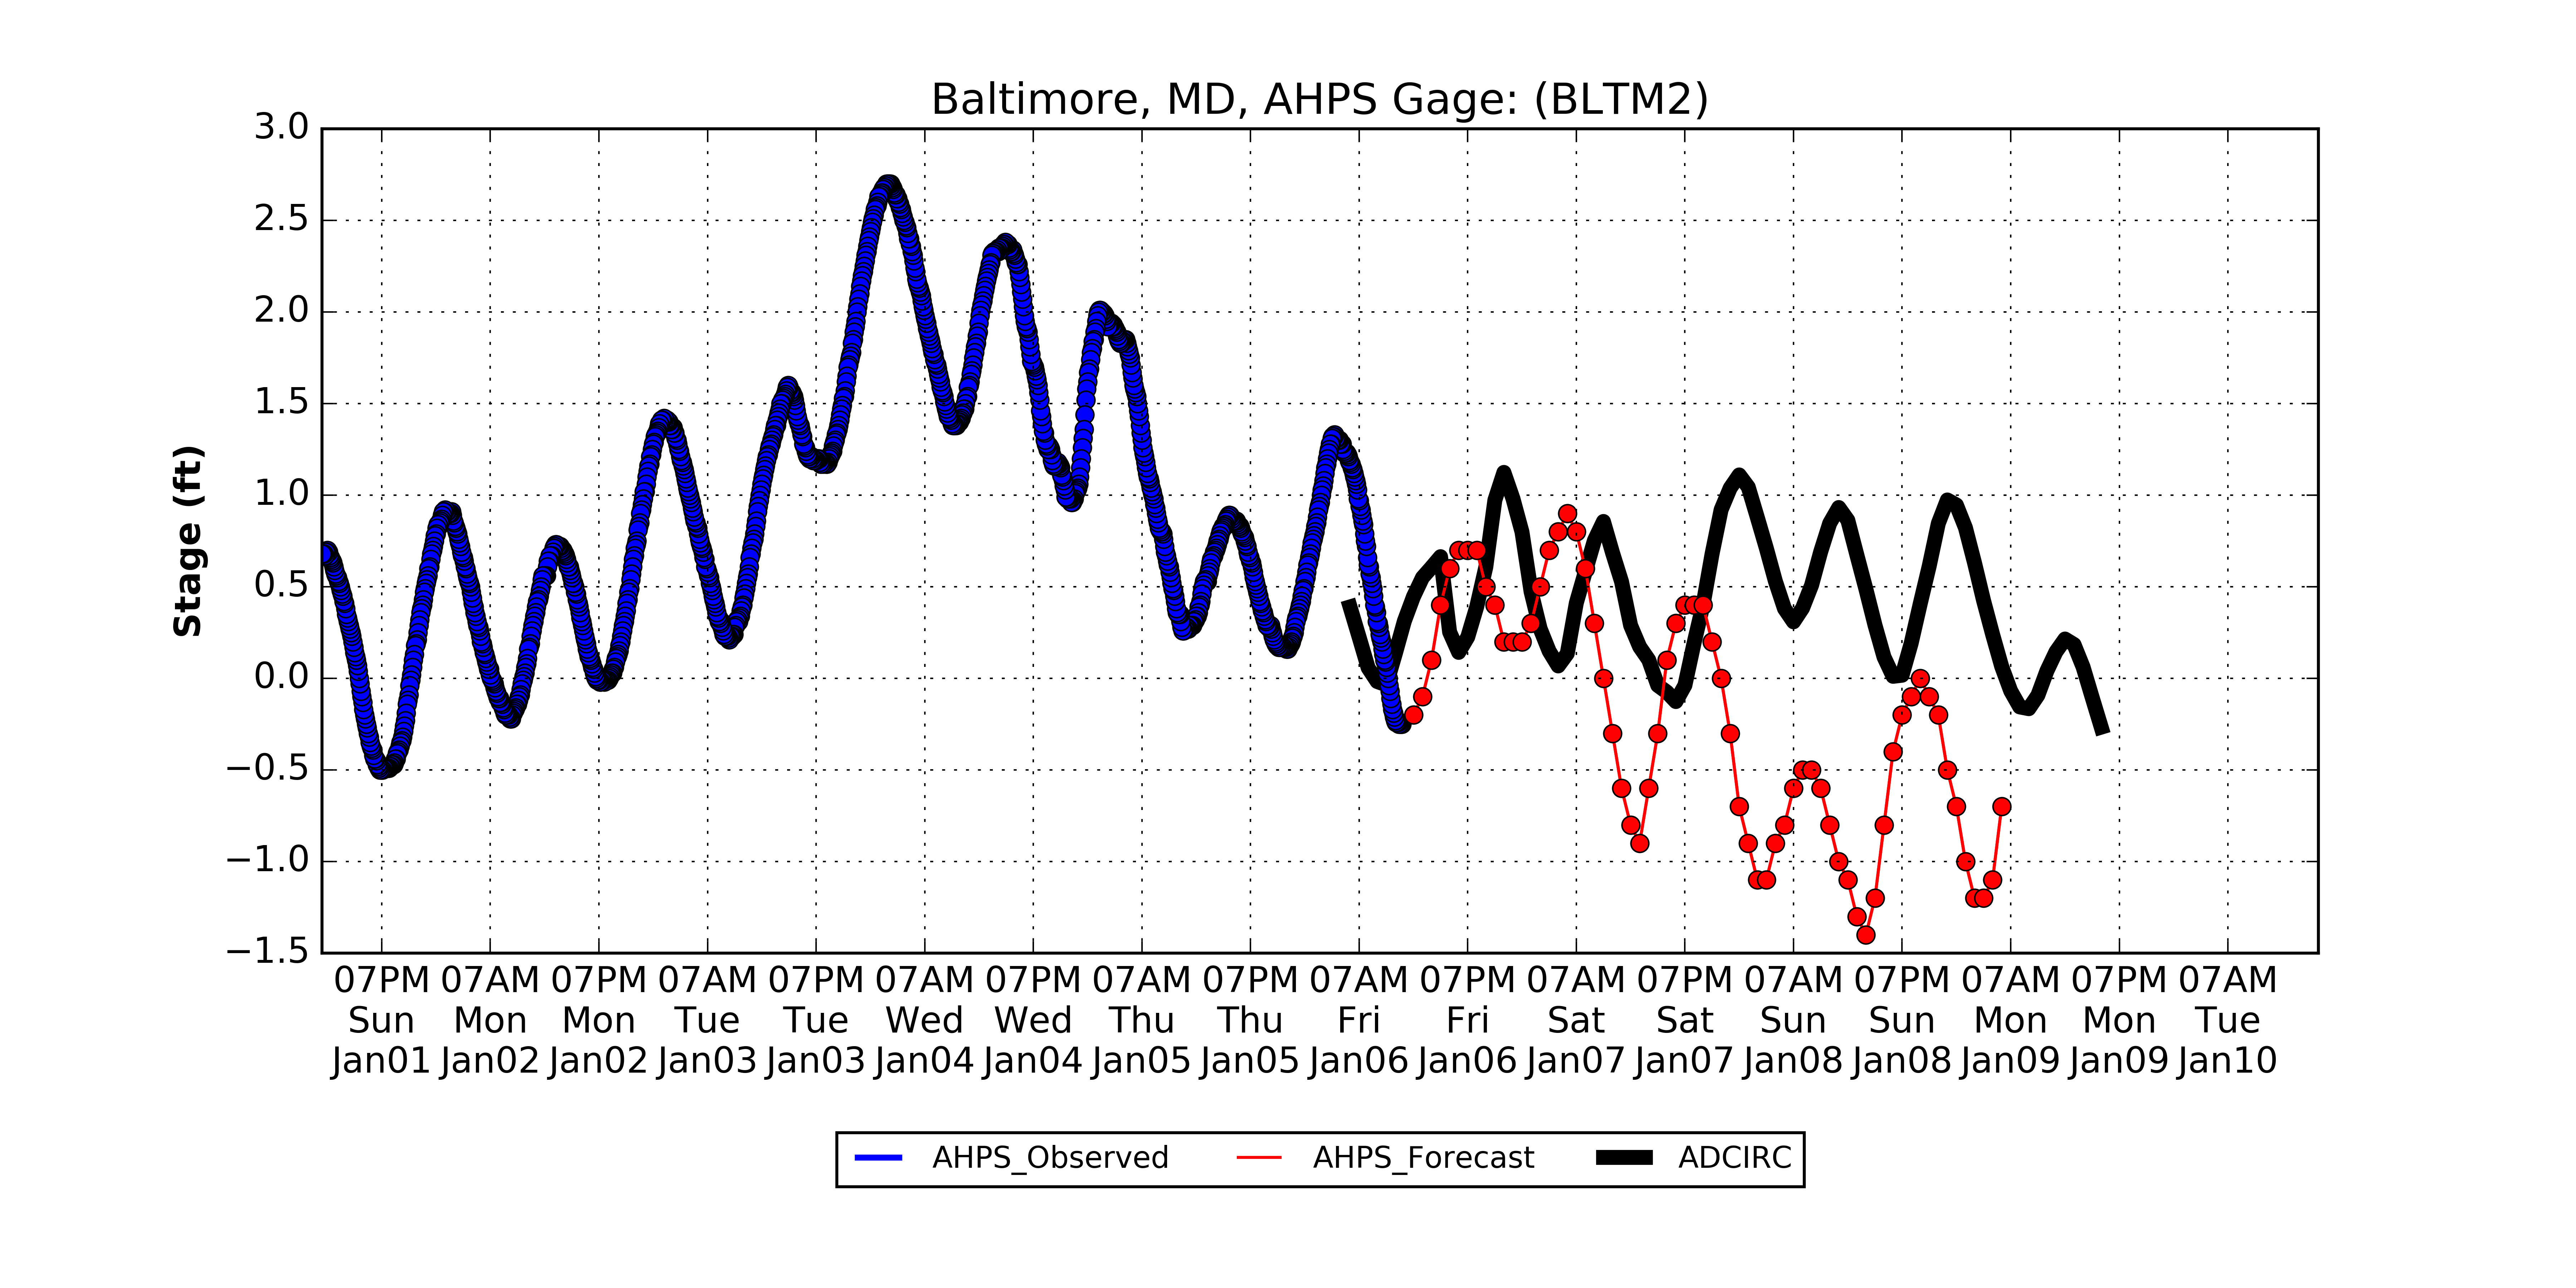 Baltimore, MD, AHPS Gage: (BLTM2)
Stage (ft)
3.0
2.5
2.0
1.5
1.0
0.5
0.0
−0.5
−1.0
−1.5
07PM 07AM 07PM 07AM 07PM 07AM 07PM 07AM 07PM 07AM 07PM 07AM 07PM 07AM 07PM 07AM 07PM 07AM
Sun Mon Mon Tue Tue Wed Wed Thu Thu Fri Fri Sat Sat Sun Sun Mon Mon Tue
Jan01 Jan02 Jan02 Jan03 Jan03 Jan04 Jan04 Jan05 Jan05 Jan06 Jan06 Jan07 Jan07 Jan08 Jan08 Jan09 Jan09 Jan10
AHPS_Observed AHPS_Forecast ADCIRC